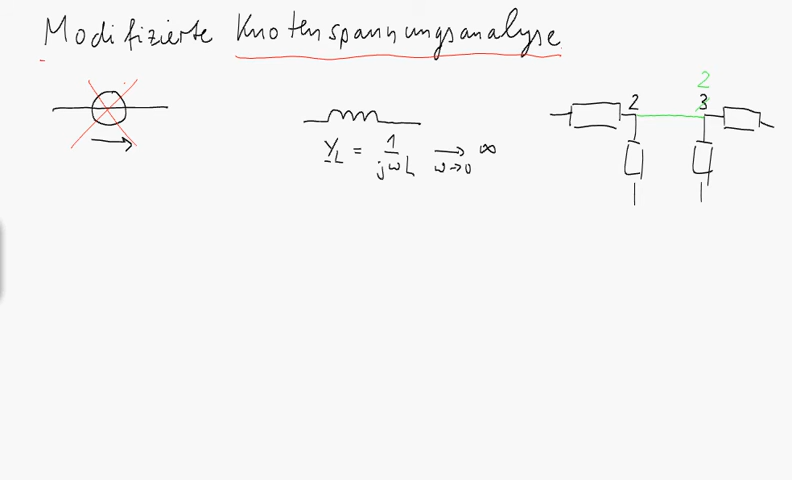 Modifizierte Knotenspannungsanalyse
2
2 3
Y_L = 1/jωL → ∞
ω→0